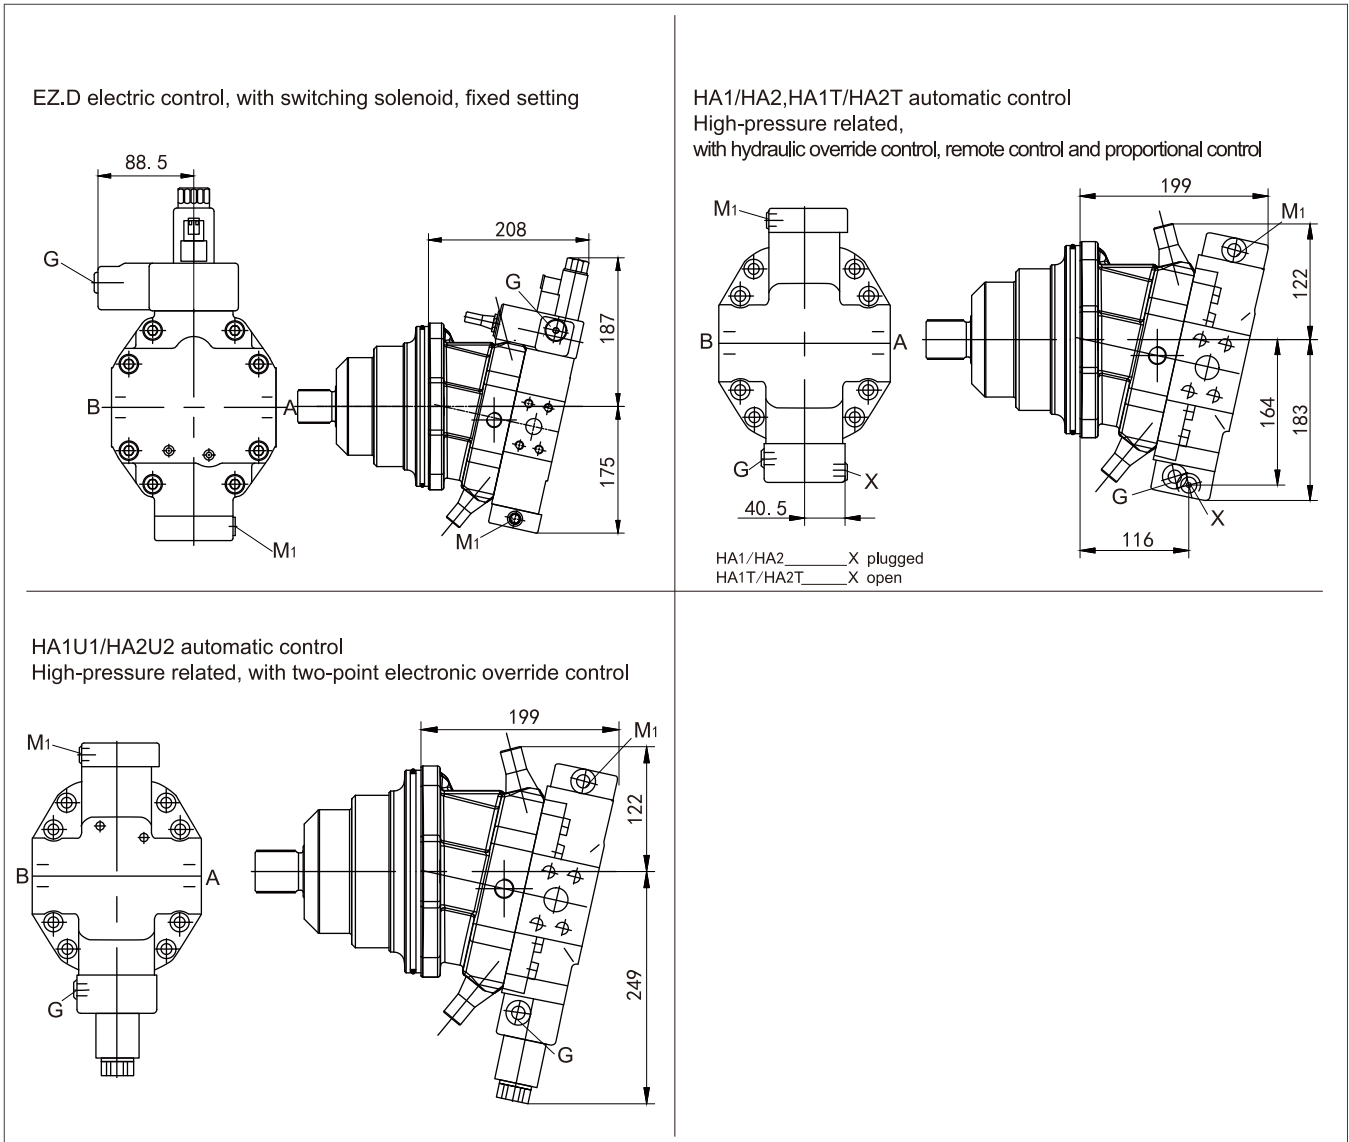 EZ.D electric control, with switching solenoid, fixed setting
88. 5
G
B
A
M1
208
G
187
175
M1
HA1/HA2,HA1T/HA2T automatic control
High-pressure related,
with hydraulic override control, remote control and proportional control
M1
B
A
G
X
40. 5
199
M1
122
164
183
G
X
116
HA1/HA2________X plugged
HA1T/HA2T______X open
HA1U1/HA2U2 automatic control
High-pressure related, with two-point electronic override control
M1
B
A
G
199
M1
122
249
G